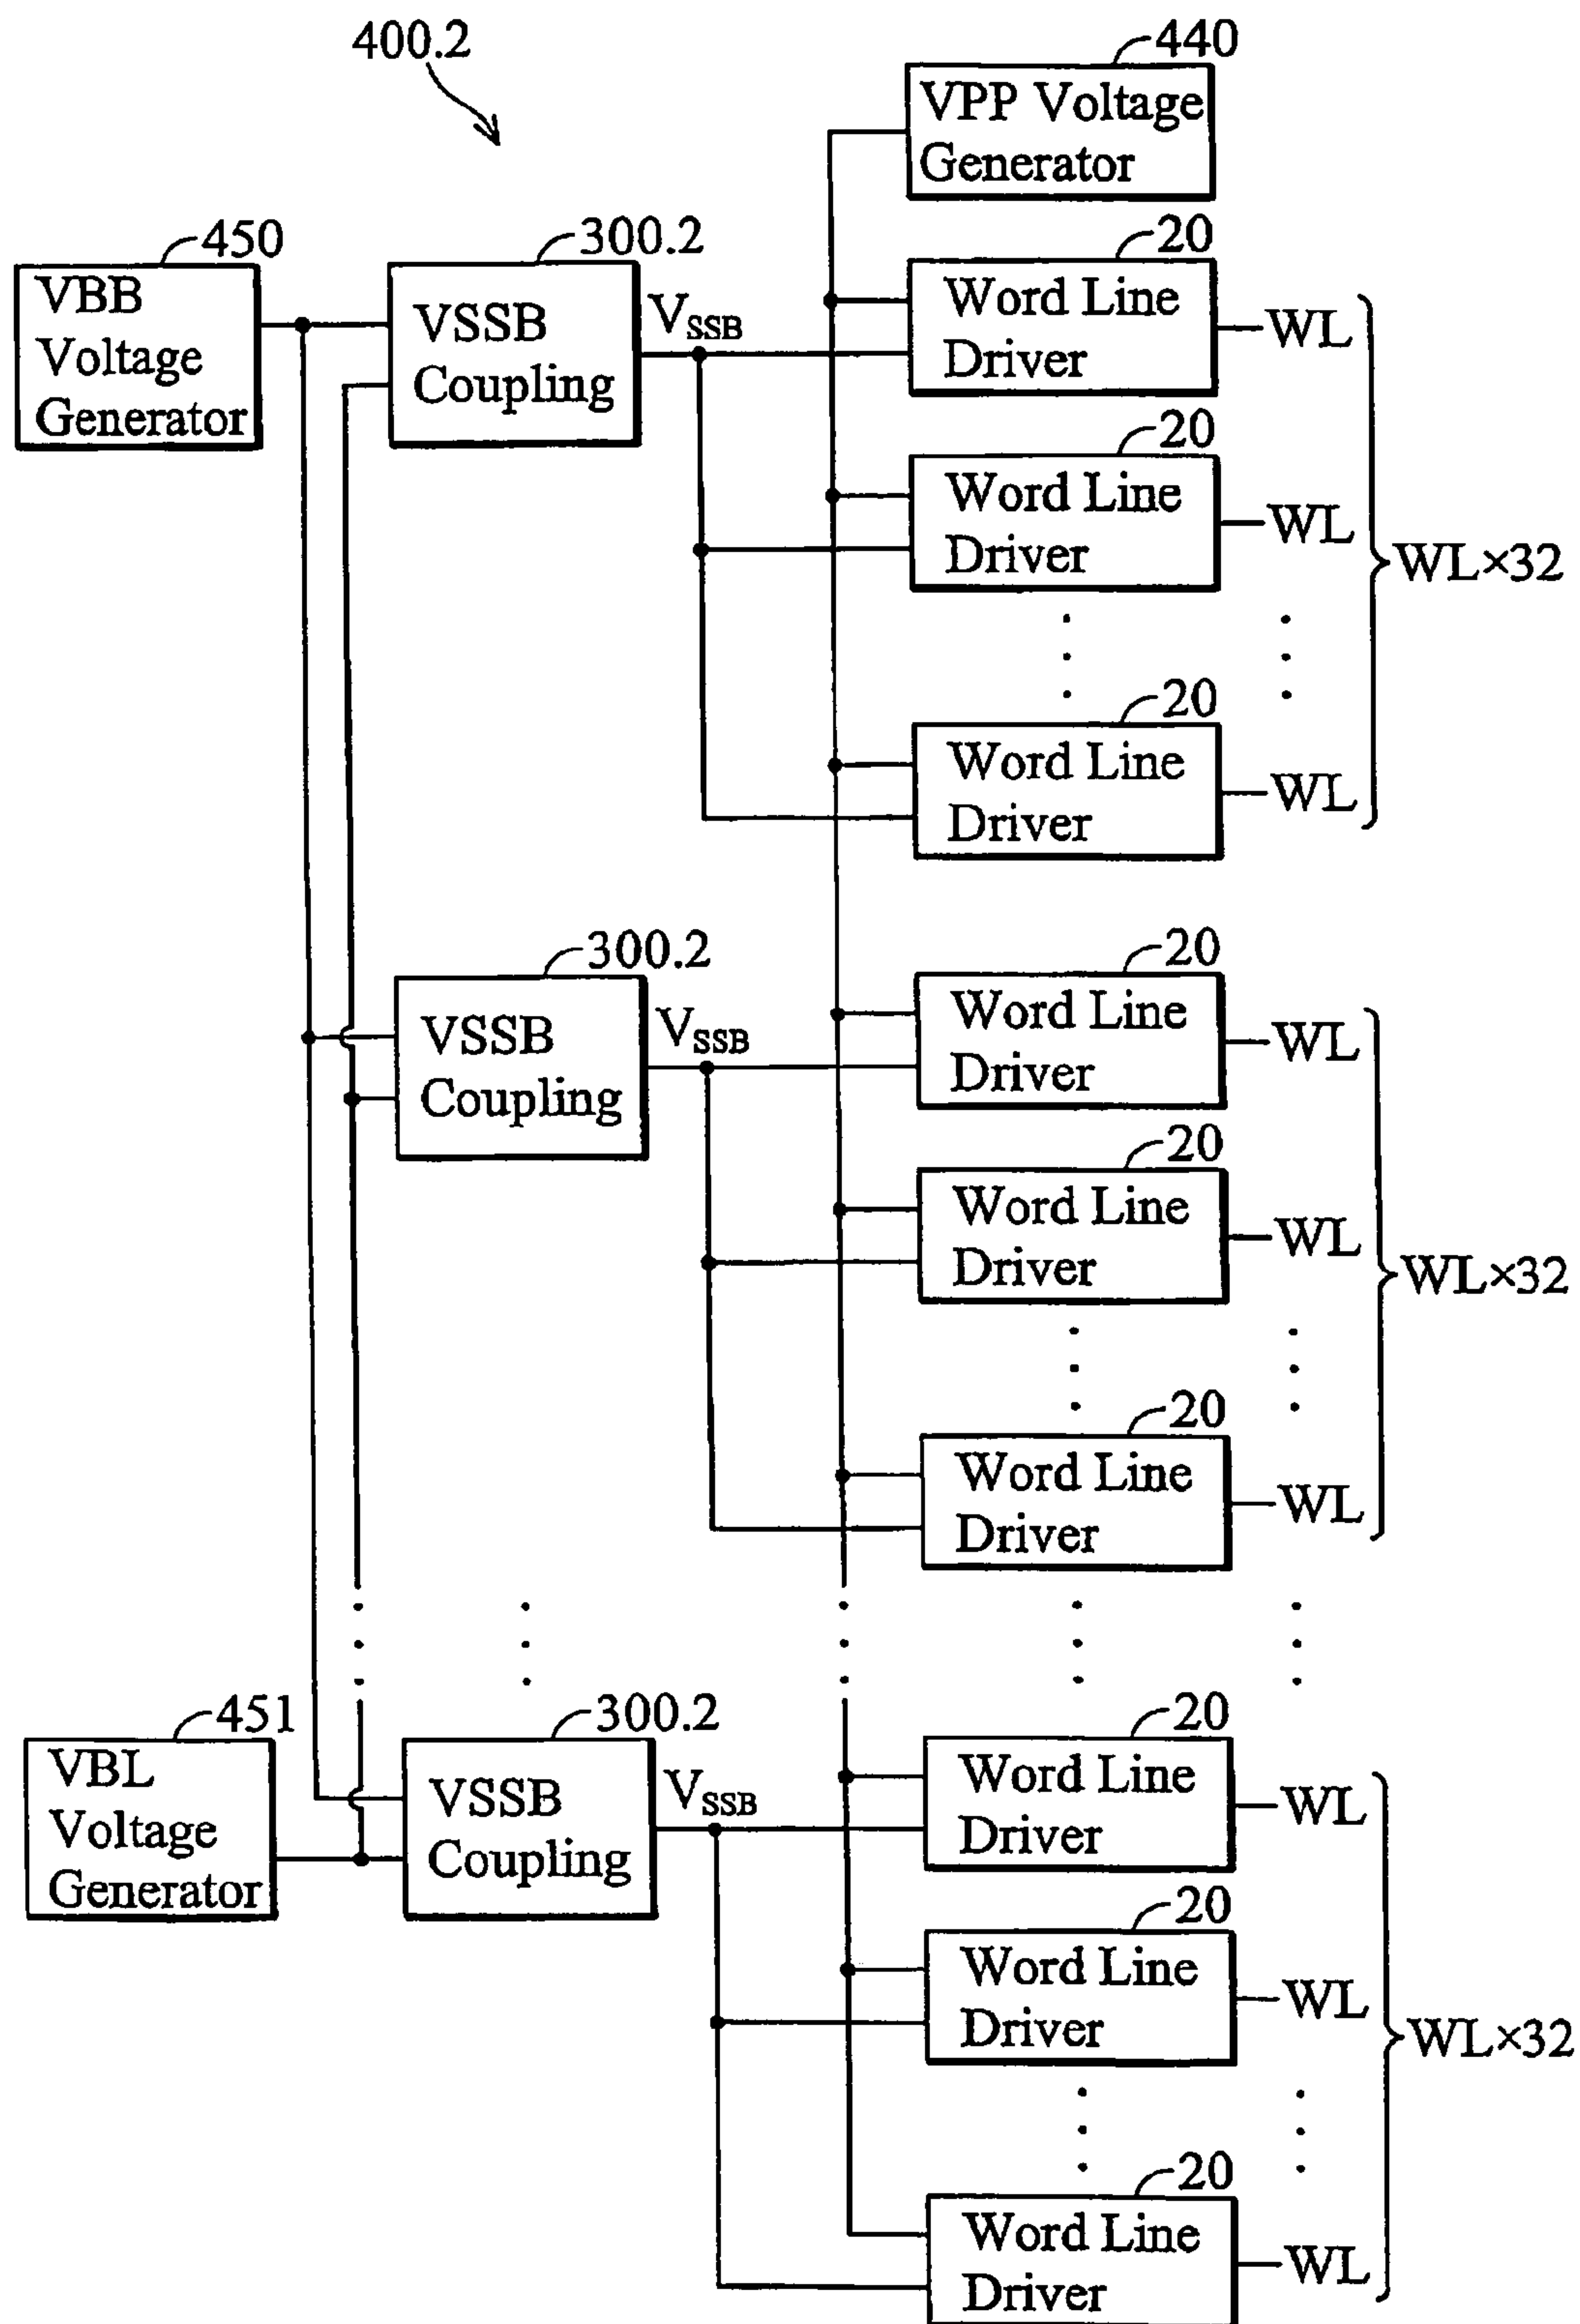 400.2
440
VPP Voltage
Generator
450
VBB
Voltage
Generator
300.2
VSSB
Coupling
VSSB
20
Word Line
Driver
WL
20
Word Line
Driver
WL
WL×32
20
Word Line
Driver
WL
300.2
VSSB
Coupling
VSSB
20
Word Line
Driver
WL
20
Word Line
Driver
WL
WL×32
20
Word Line
Driver
WL
451
VBL
Voltage
Generator
300.2
VSSB
Coupling
VSSB
20
Word Line
Driver
WL
20
Word Line
Driver
WL
WL×32
20
Word Line
Driver
WL